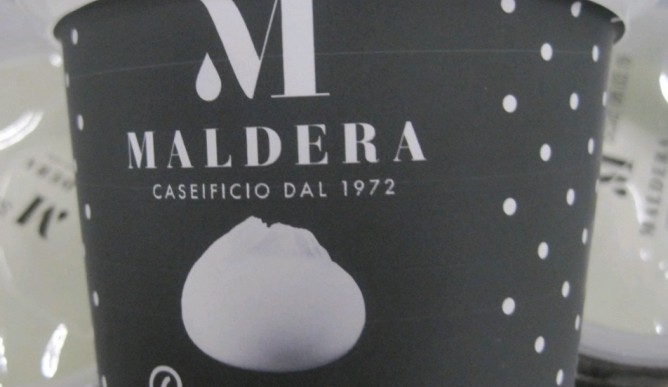 M
MALDERA
CASEIFICIO DAL 1972